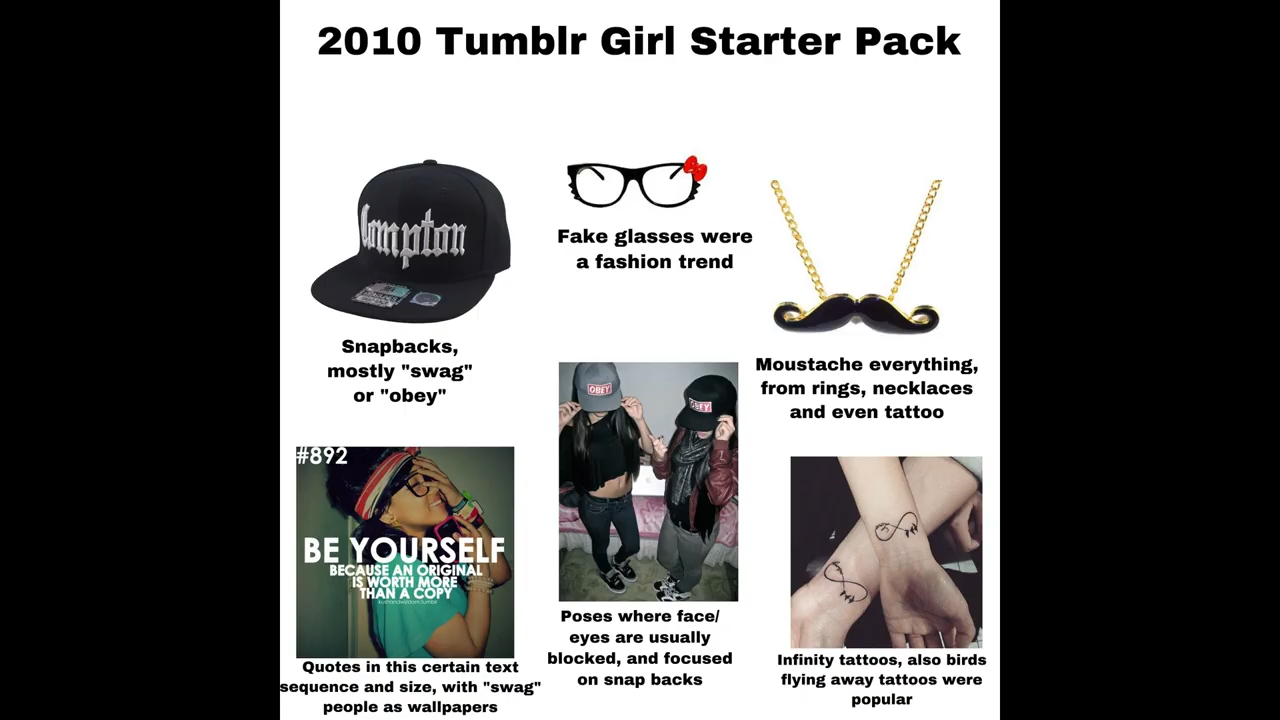 2010 Tumblr Girl Starter Pack
Compton
Snapbacks,
mostly "swag"
or "obey"
Fake glasses were
a fashion trend
Moustache everything,
from rings, necklaces
and even tattoo
#892
BE YOURSELF
BECAUSE AN ORIGINAL
IS WORTH MORE
THAN A COPY
kushandwizdom.tumblr
Quotes in this certain text
sequence and size, with "swag"
people as wallpapers
OBEY
OBEY
Poses where face/
eyes are usually
blocked, and focused
on snap backs
Infinity tattoos, also birds
flying away tattoos were
popular